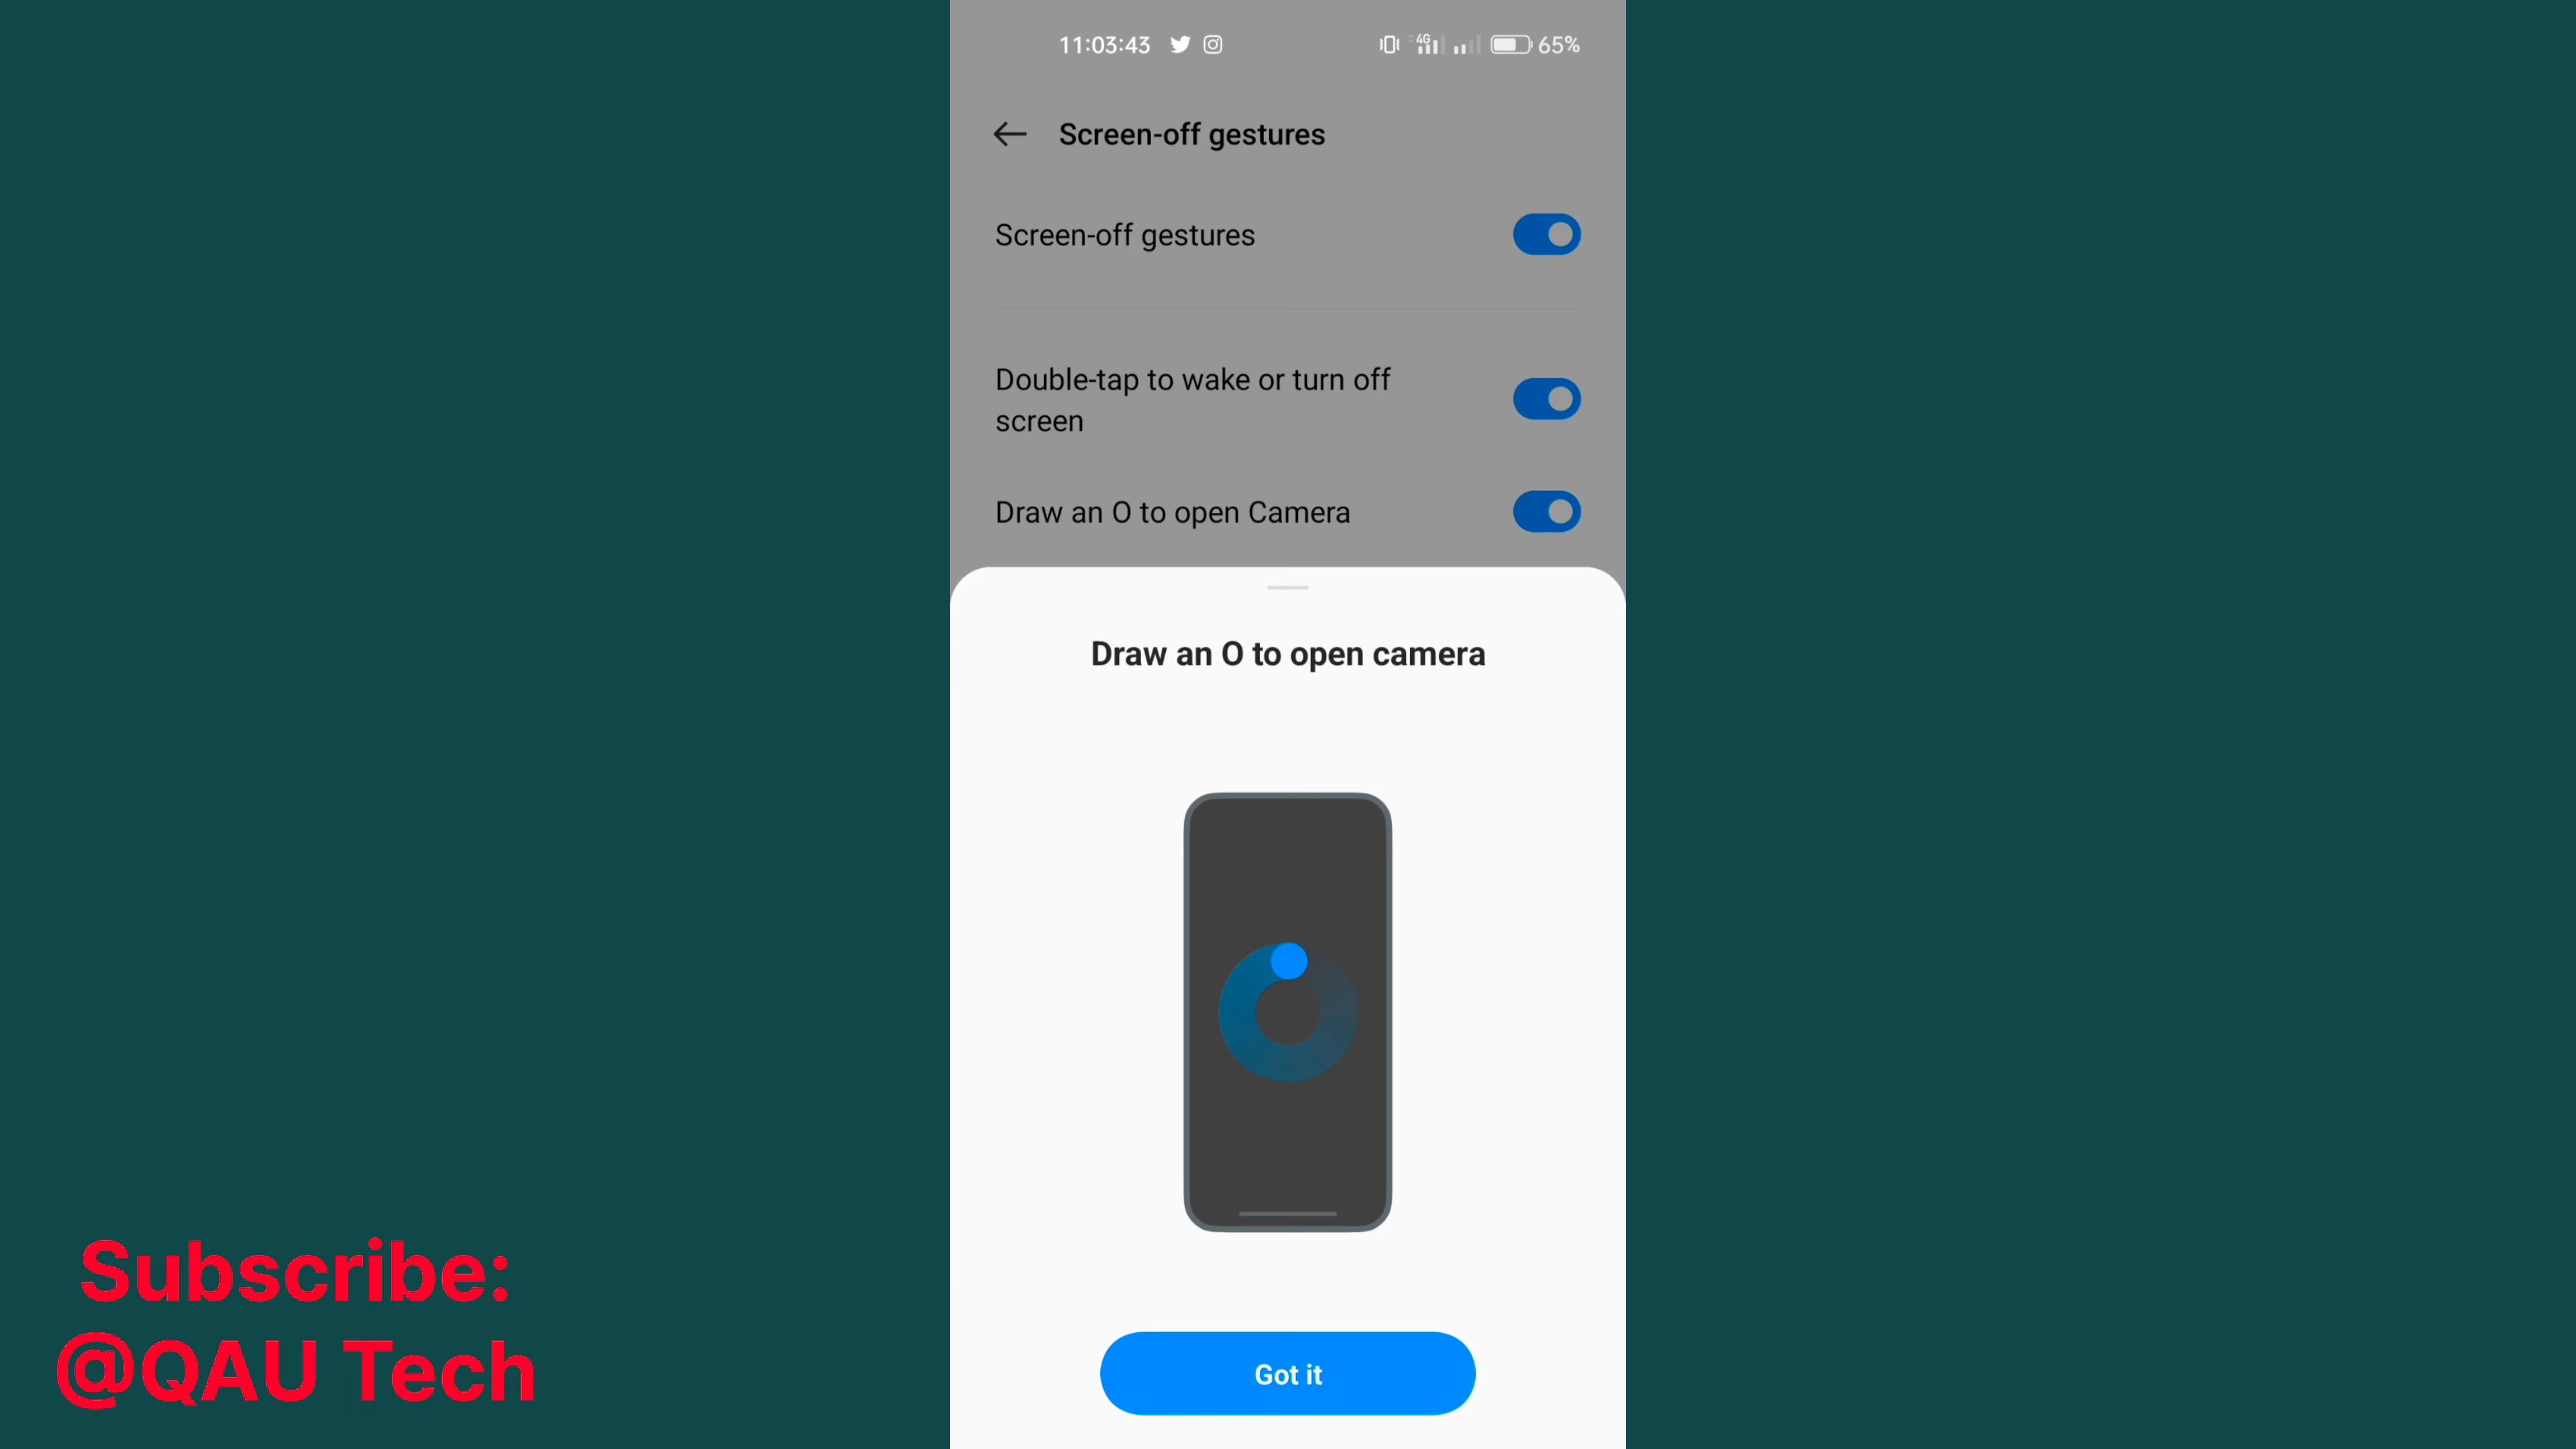 11:03:43 4G 65%
Screen-off gestures
Screen-off gestures
Double-tap to wake or turn off
screen
Draw an O to open Camera
Draw an O to open camera
Got it
Subscribe:
@QAU Tech